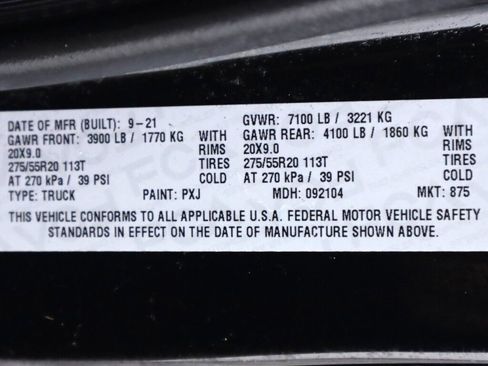 DATE OF MFR (BUILT): 9-21 GVWR: 7100 LB / 3221 KG
GAWR FRONT: 3900 LB / 1770 KG WITH GAWR REAR: 4100 LB / 1860 KG WITH
20X9.0 RIMS 20X9.0 RIMS
275/55R20 113T TIRES 275/55R20 113T TIRES
AT 270 kPa / 39 PSI COLD AT 270 kPa / 39 PSI COLD
TYPE: TRUCK PAINT: PXJ MDH: 092104 MKT: 875
THIS VEHICLE CONFORMS TO ALL APPLICABLE U.S.A. FEDERAL MOTOR VEHICLE SAFETY
STANDARDS IN EFFECT ON THE DATE OF MANUFACTURE SHOWN ABOVE.